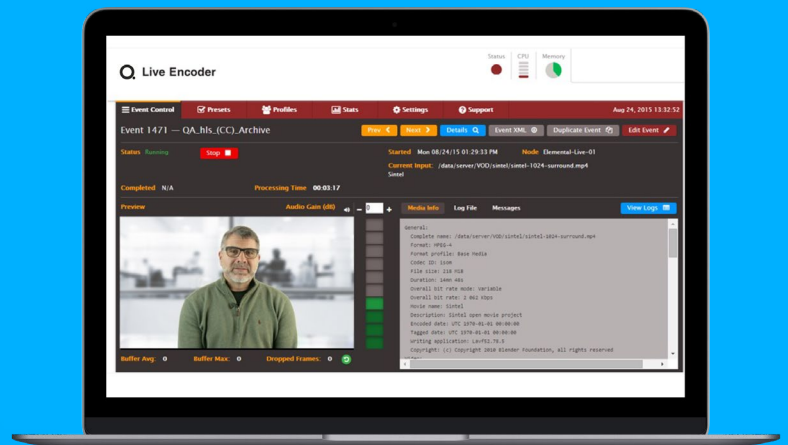 Live Encoder
Status CPU Memory
Event Control Presets Profiles Stats Settings Support Aug 24, 2015 13:32:52
Event 1471 — QA_hls_(CC)_Archive Prev Next Details Event XML Duplicate Event Edit Event
Status Running Stop Started Mon 08/24/15 01:29:33 PM Node Elemental-Live-01
Current Input: /data/server/VOD/sintel/sintel-1024-surround.mp4
Sintel
Completed N/A Processing Time 00:03:17
Preview Audio Gain (dB) - 0 + Media Info Log File Messages View Logs
General:
Complete name: /data/server/VOD/sintel/sintel-1024-surround.mp4
Format: MPEG-4
Format profile: Base Media
Codec ID: isom
File size: 218 MiB
Duration: 14mn 48s
Overall bit rate mode: Variable
Overall bit rate: 2 062 Kbps
Movie name: Sintel
Description: Sintel open movie project
Encoded date: UTC 1970-01-01 00:00:00
Tagged date: UTC 1970-01-01 00:00:00
Writing application: Lavf52.78.5
Copyright: (c) copyright 2010 Blender Foundation, all rights reserved
Buffer Avg: 0 Buffer Max: 0 Dropped Frames: 0